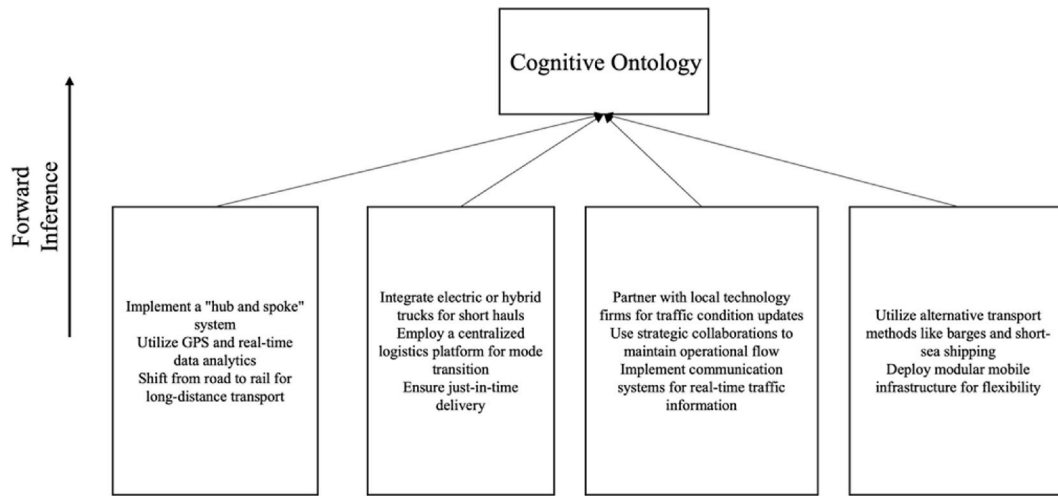 Cognitive Ontology
Forward
Inference
Implement a "hub and spoke"
system
Utilize GPS and real-time
data analytics
Shift from road to rail for
long-distance transport
Integrate electric or hybrid
trucks for short hauls
Employ a centralized
logistics platform for mode
transition
Ensure just-in-time
delivery
Partner with local technology
firms for traffic condition updates
Use strategic collaborations to
maintain operational flow
Implement communication
systems for real-time traffic
information
Utilize alternative transport
methods like barges and short-
sea shipping
Deploy modular mobile
infrastructure for flexibility